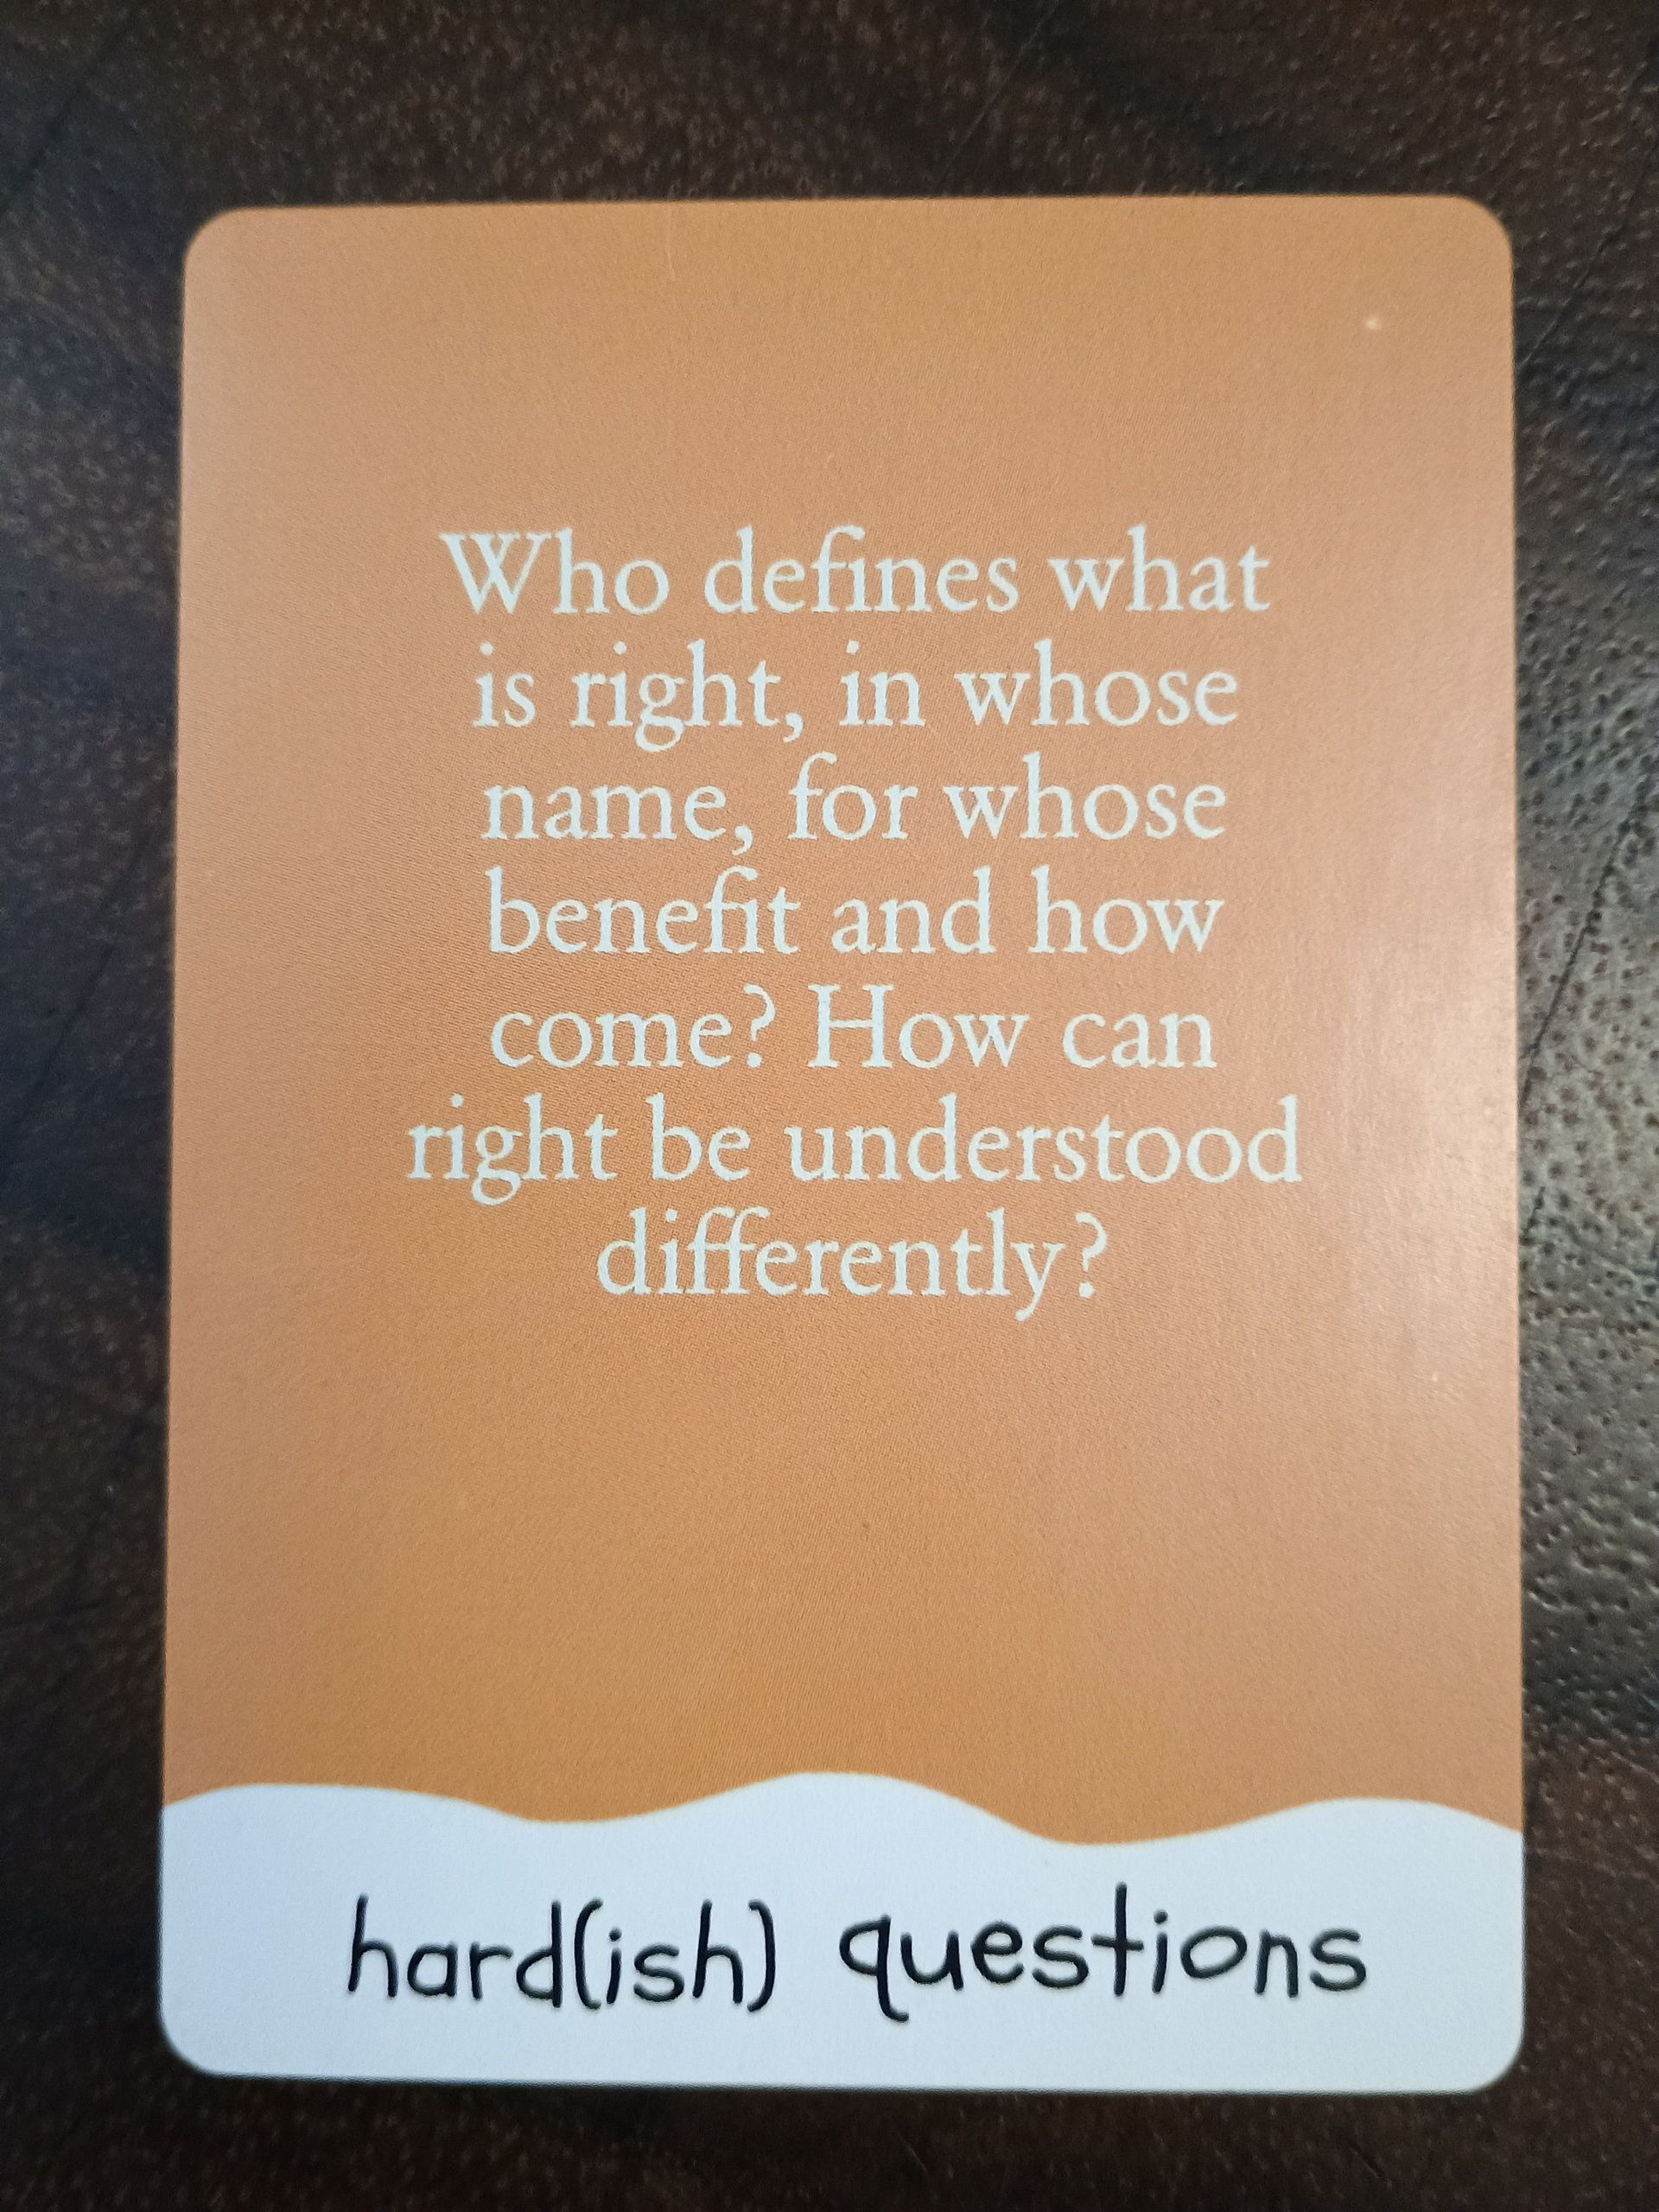 Who defines what
is right, in whose
name, for whose
benefit and how
come? How can
right be understood
differently?
hard(ish) questions